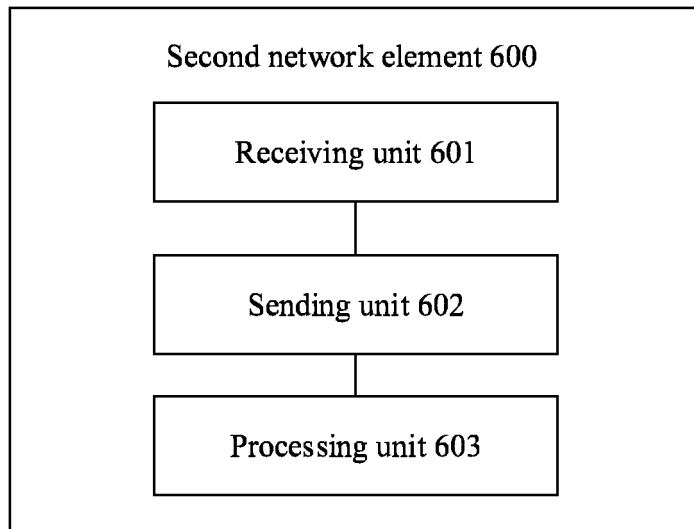 Second network element 600
Receiving unit 601
Sending unit 602
Processing unit 603